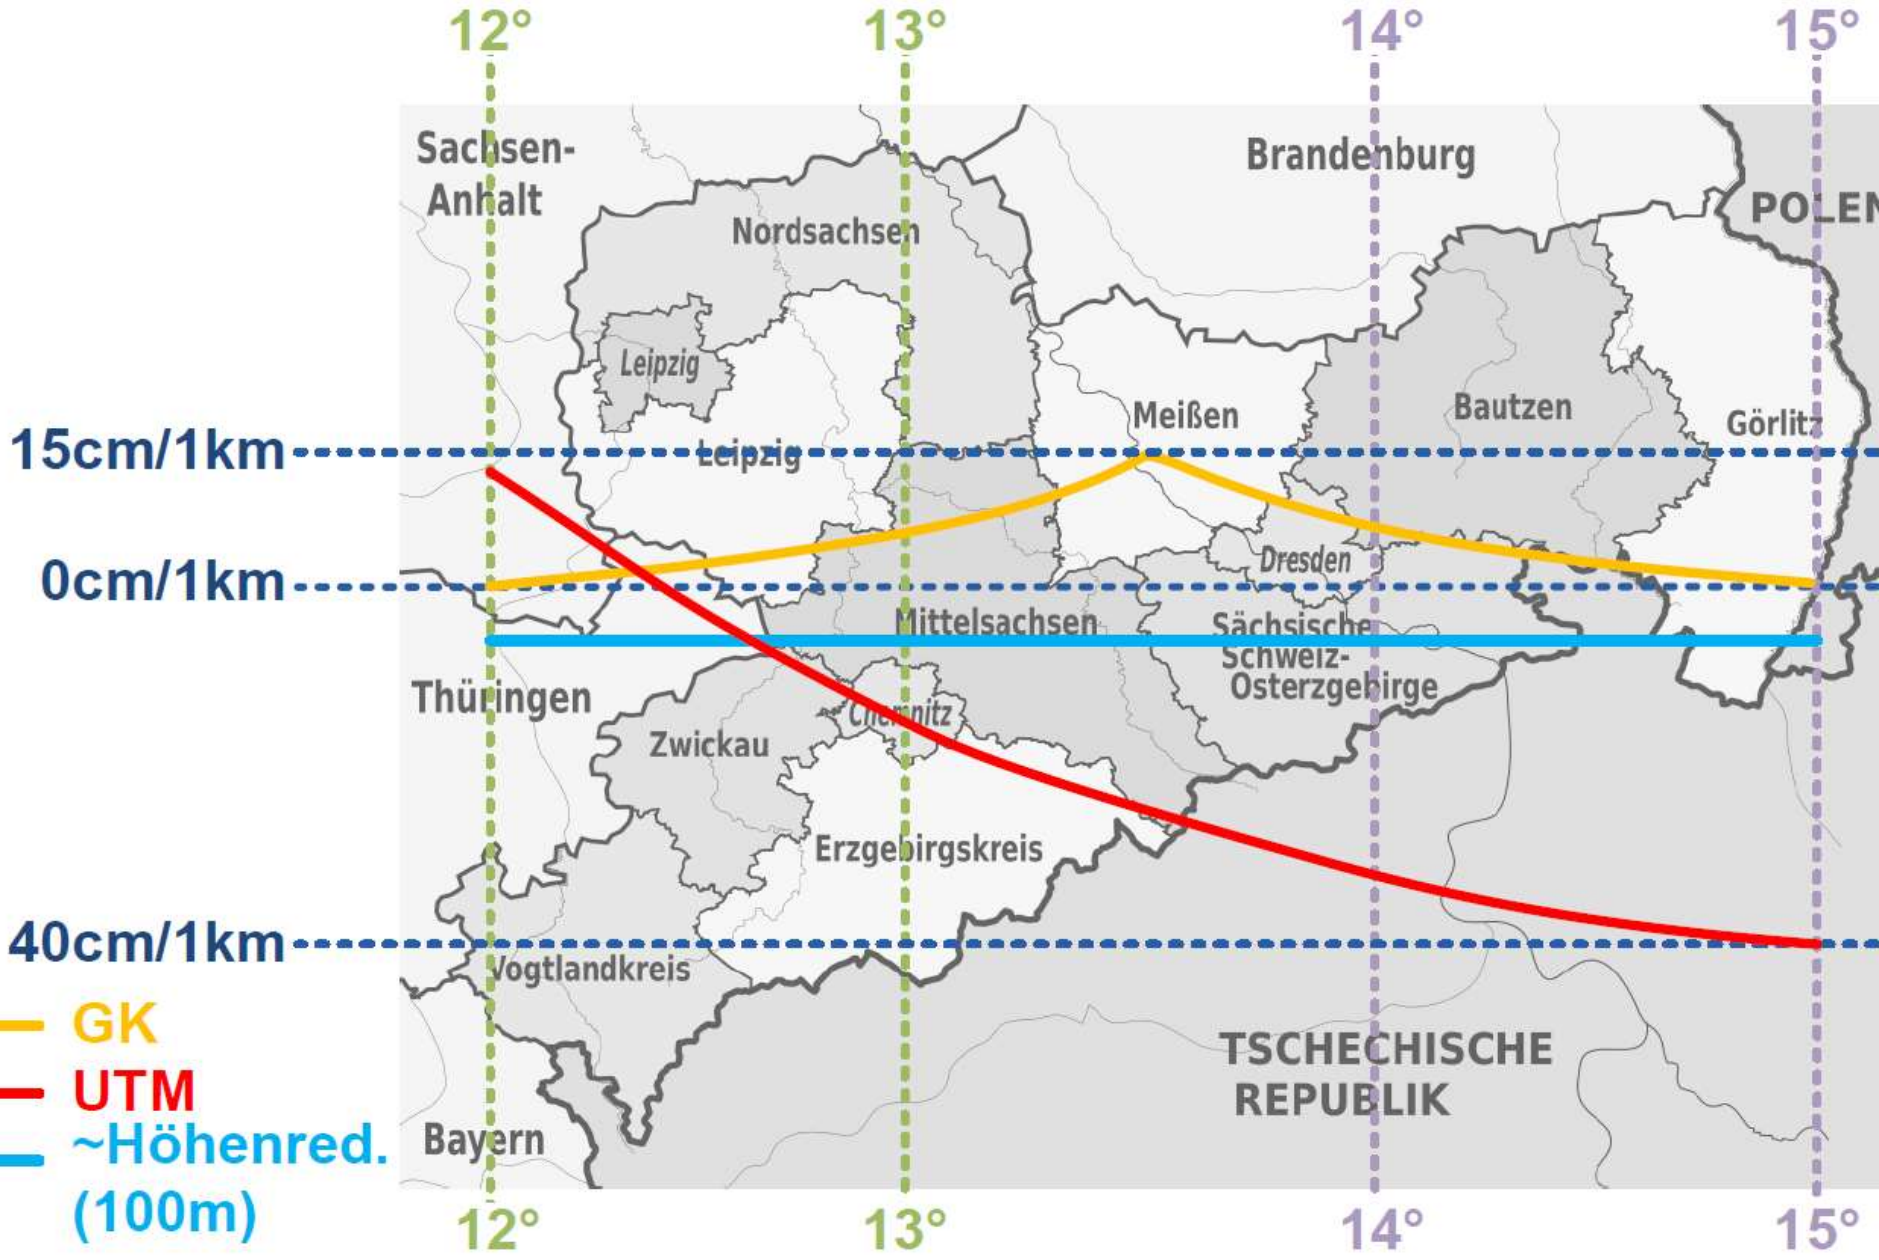 12° 13° 14° 15°
Sachsen-
Anhalt
Brandenburg
POLEN
Nordsachsen
Leipzig
Meißen
Bautzen
Görlitz
15cm/1km
Leipzig
Dresden
0cm/1km
Mittelsachsen
Sächsische
Schweiz-
Osterzgebirge
Thüringen
Chemnitz
Zwickau
Erzgebirgskreis
40cm/1km
Vogtlandkreis
GK
TSCHECHISCHE
REPUBLIK
UTM
~Höhenred.
(100m)
Bayern
12° 13° 14° 15°